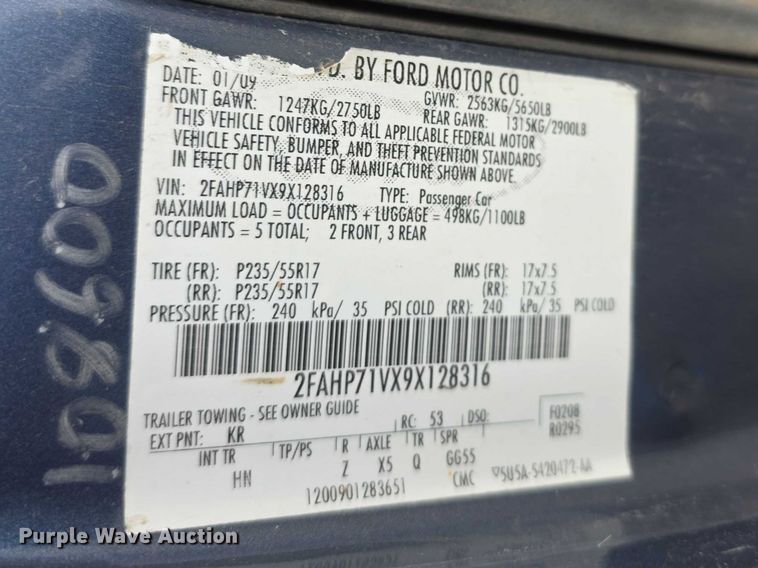 D. BY FORD MOTOR CO.
DATE: 01/09 GVWR: 2563KG/5650LB
FRONT GAWR: 1247KG/2750LB REAR GAWR: 1315KG/2900LB
THIS VEHICLE CONFORMS TO ALL APPLICABLE FEDERAL MOTOR
VEHICLE SAFETY, BUMPER, AND THEFT PREVENTION STANDARDS
IN EFFECT ON THE DATE OF MANUFACTURE SHOWN ABOVE.
VIN: 2FAHP71VX9X128316 TYPE: Passenger Car
MAXIMUM LOAD = OCCUPANTS + LUGGAGE = 498KG/1100LB
OCCUPANTS = 5 TOTAL; 2 FRONT, 3 REAR
TIRE (FR): P235/55R17 RIMS (FR): 17x7.5
(RR): P235/55R17 (RR): 17x7.5
PRESSURE (FR): 240 kPa/ 35 PSI COLD (RR): 240 kPa/ 35 PSI COLD
2FAHP71VX9X128316
TRAILER TOWING - SEE OWNER GUIDE
RC: 53 DSO: F0208
EXT PNT: KR R0295
INT TR TP/PS R AXLE TR SPR
HN Z X5 Q GG55
1200901283651 CMC 5U5A-5420472-AA
009801
Purple Wave Auction